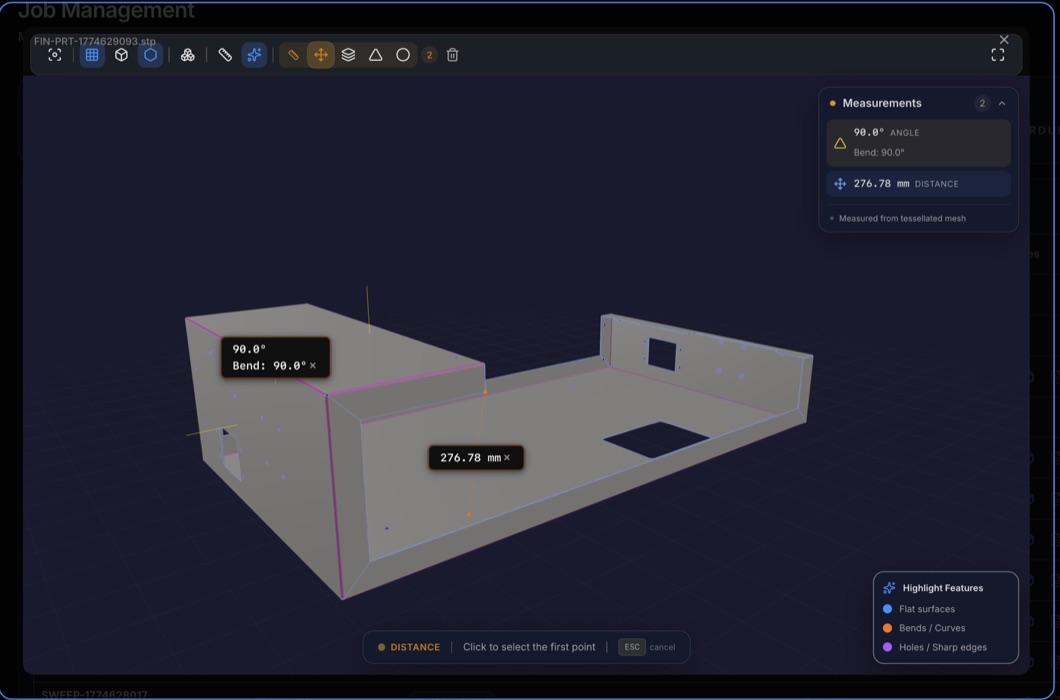 Job Management
FIN-PRT-1774629093.stp
2
Measurements 2
90.0° ANGLE
Bend: 90.0°
276.78 mm DISTANCE
Measured from tessellated mesh
90.0°
Bend: 90.0° ×
276.78 mm ×
Highlight Features
Flat surfaces
Bends / Curves
Holes / Sharp edges
DISTANCE Click to select the first point ESC cancel
SWEEP-1774628017